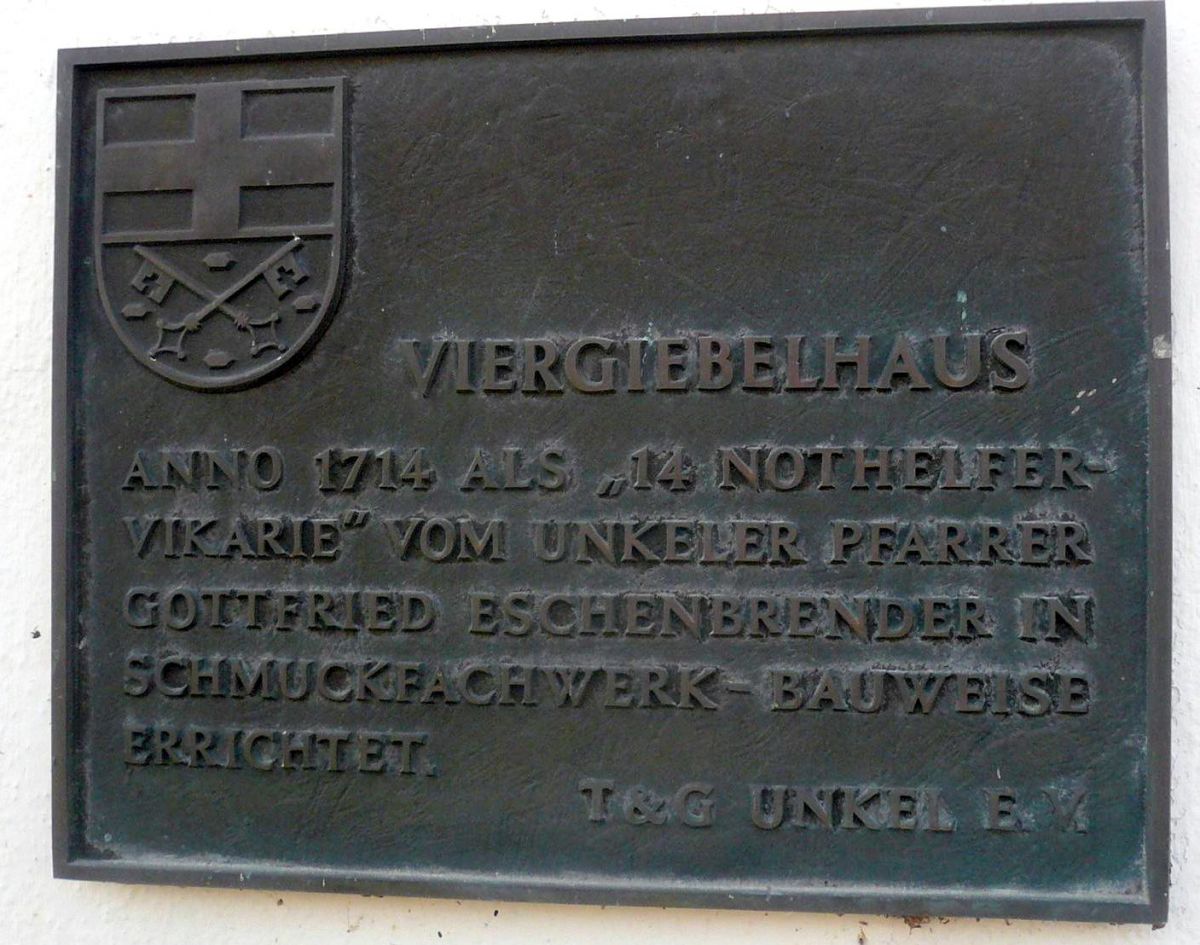 VIERGIEBELHAUS
ANNO 1714 ALS „14 NOTHELFER-
VIKARIE” VOM UNKELER PFARRER
GOTTFRIED ESCHENBRENDER IN
SCHMUCKFACHWERK-BAUWEISE
ERRICHTET.
T&G UNKEL E.V.